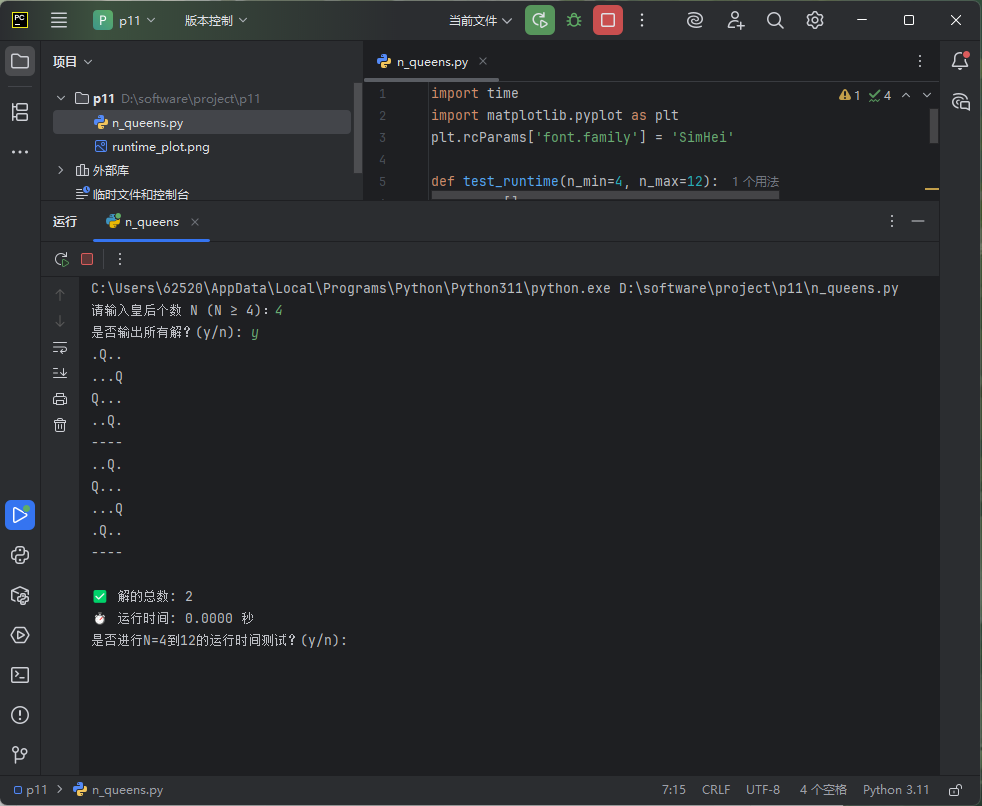 PC P p11 版本控制 当前文件
项目
n_queens.py
p11 D:\software\project\p11
n_queens.py
runtime_plot.png
外部库
临时文件和控制台
1 import time
2 import matplotlib.pyplot as plt
3 plt.rcParams['font.family'] = 'SimHei'
4
5 def test_runtime(n_min=4, n_max=12): 1 个用法
1 4
运行 n_queens
C:\Users\62520\AppData\Local\Programs\Python\Python311\python.exe D:\software\project\p11\n_queens.py
请输入皇后个数 N (N ≥ 4): 4
是否输出所有解？(y/n): y
.Q..
...Q
Q...
..Q.
----
..Q.
Q...
...Q
.Q..
----
✅ 解的总数: 2
⏱ 运行时间: 0.0000 秒
是否进行N=4到12的运行时间测试？(y/n):
p11 > n_queens.py 7:15 CRLF UTF-8 4 个空格 Python 3.11